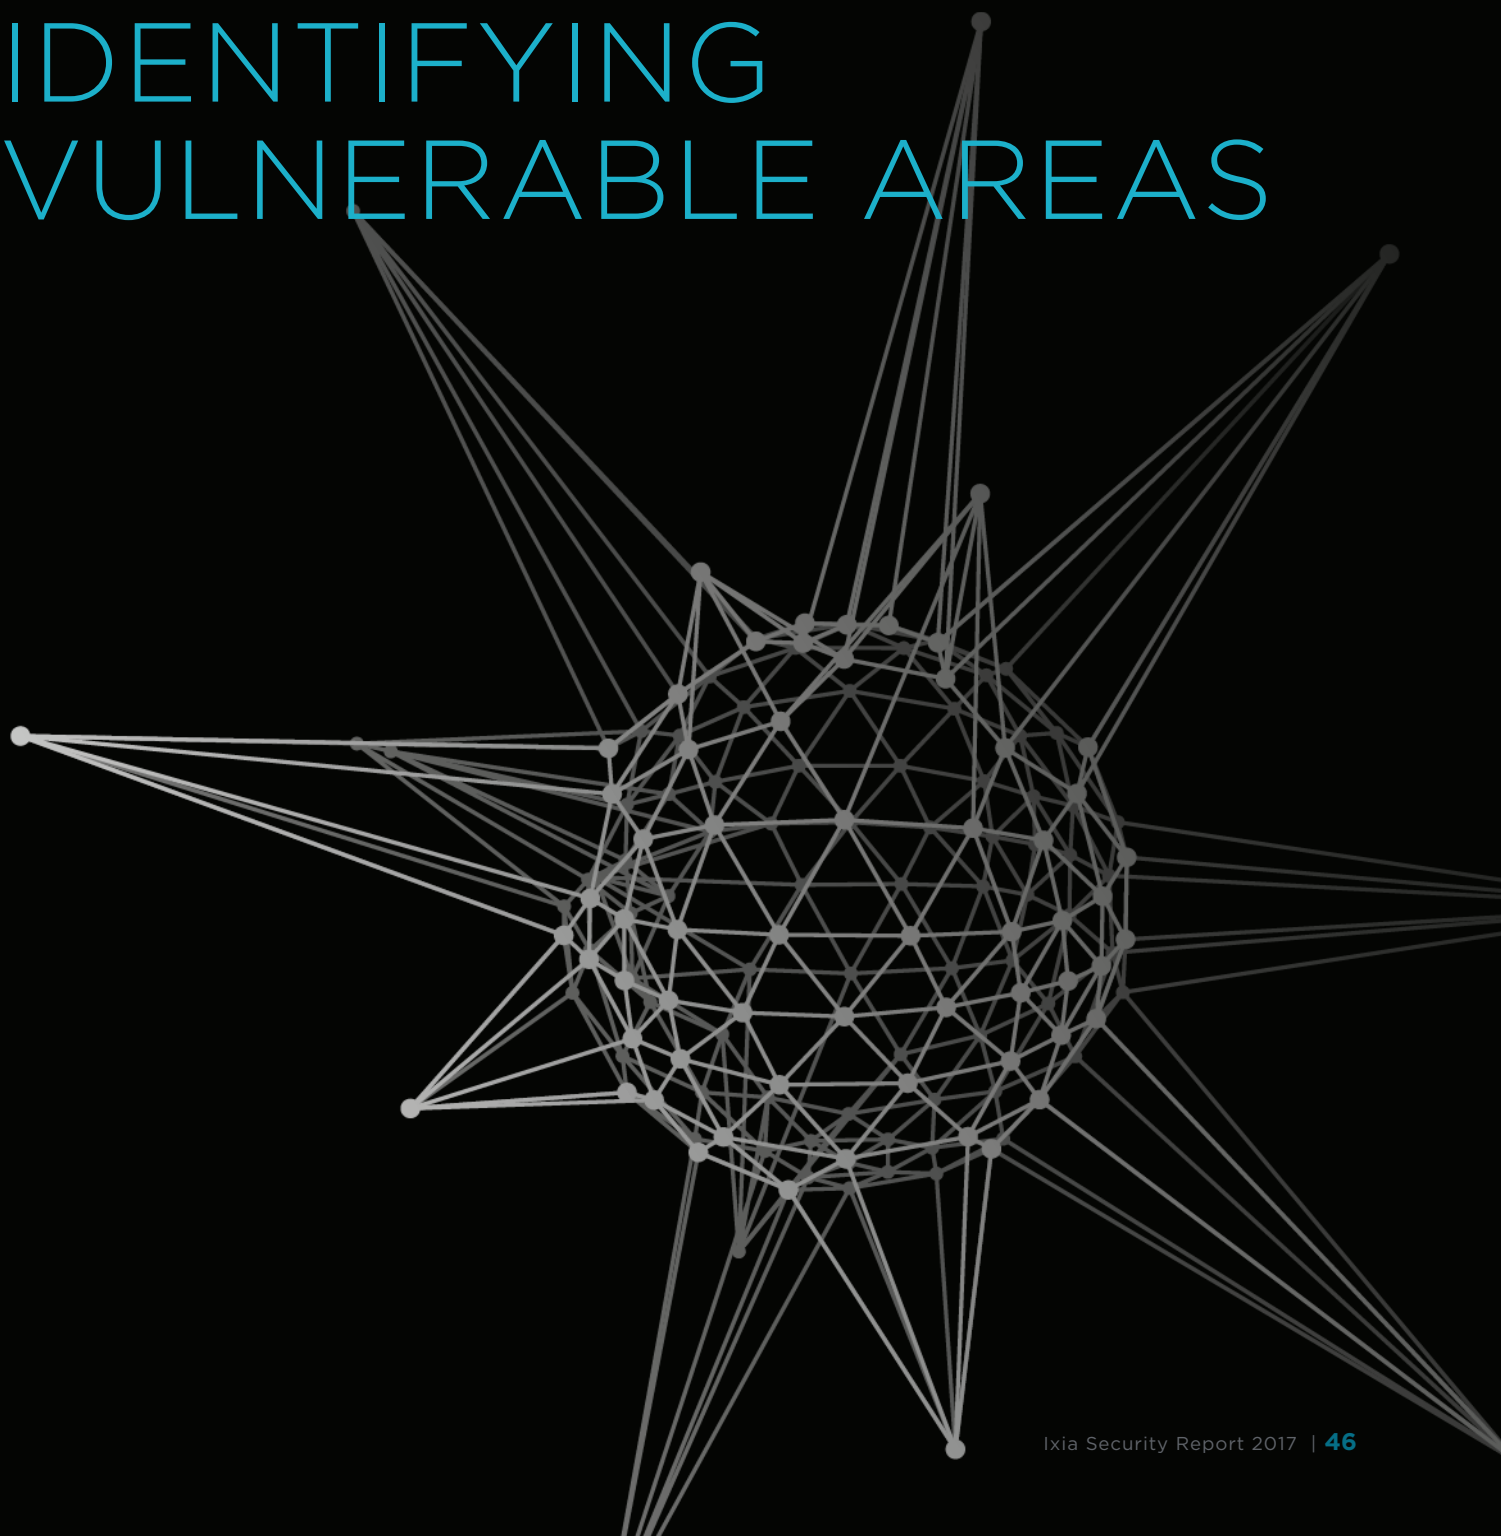 IDENTIFYING
VULNERABLE AREAS
Ixia Security Report 2017 | 46